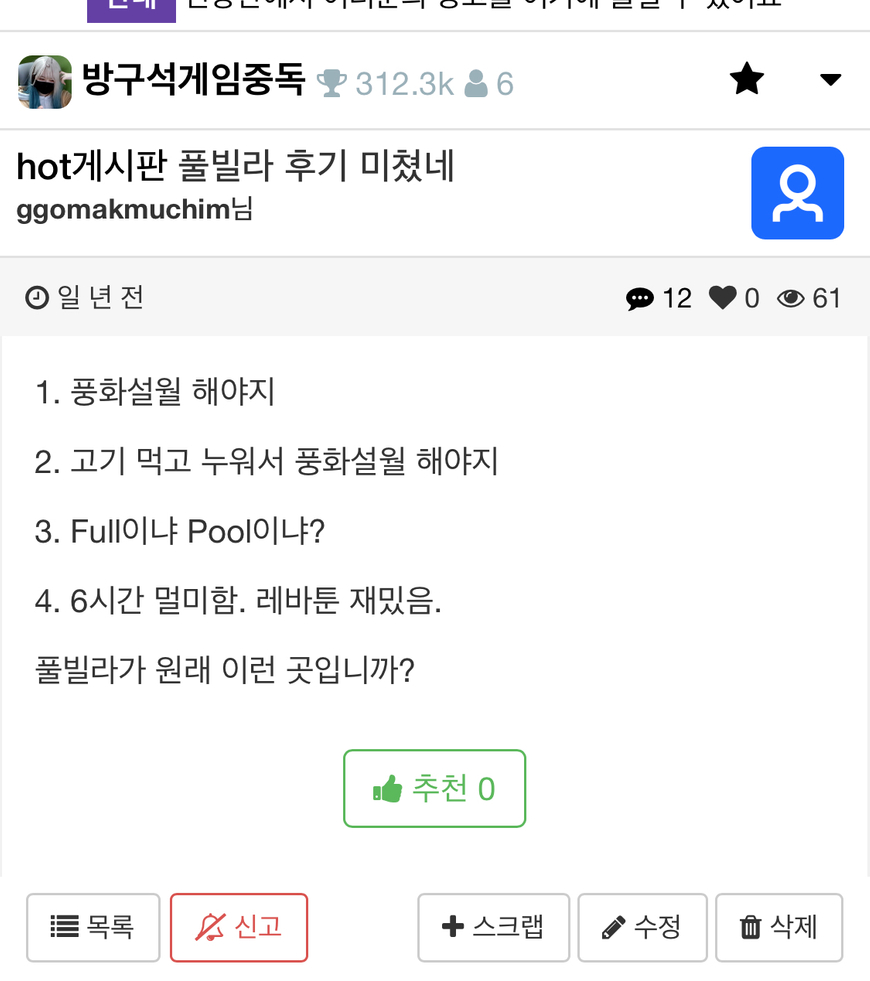 방구석게임중독 312.3k 6
hot게시판 풀빌라 후기 미쳤네
ggomakmuchim님
일 년 전 12 0 61
1. 풍화설월 해야지
2. 고기 먹고 누워서 풍화설월 해야지
3. Full이냐 Pool이냐?
4. 6시간 멀미함. 레바툰 재밌음.
풀빌라가 원래 이런 곳입니까?
추천 0
목록 신고 스크랩 수정 삭제